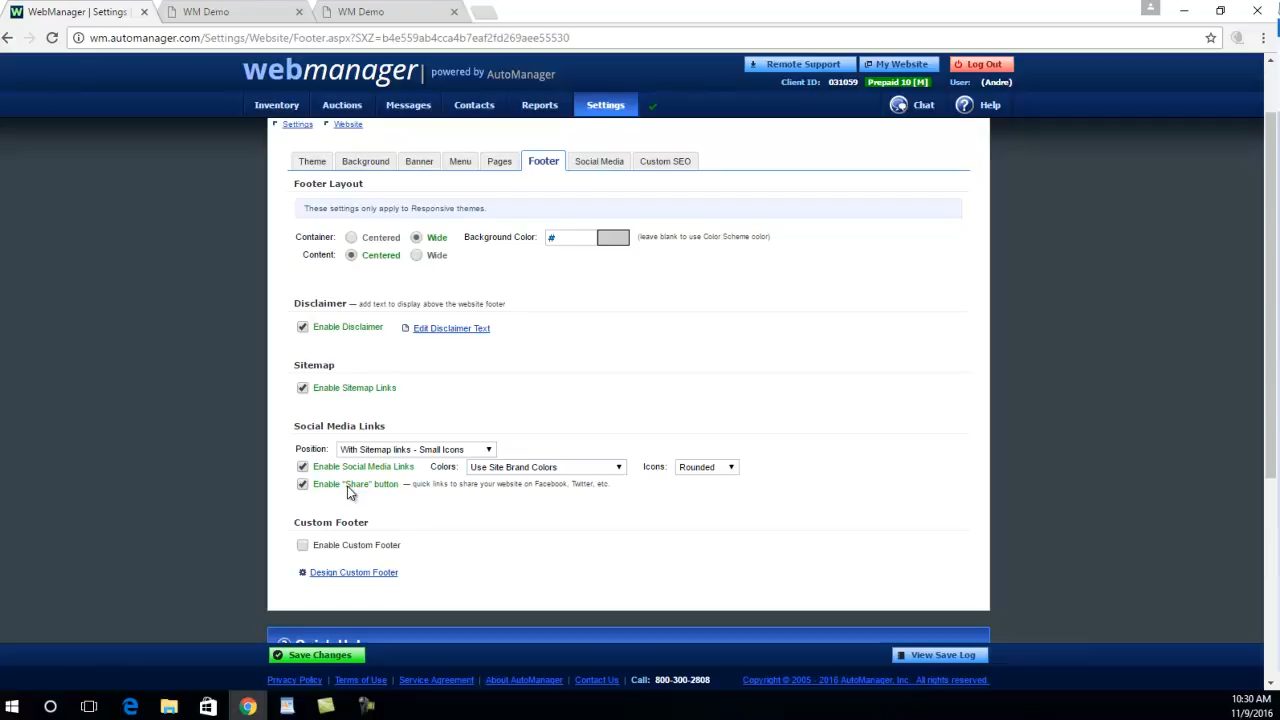 WebManager | Settings
WM Demo
WM Demo
wm.automanager.com/Settings/Website/Footer.aspx?SXZ=b4e559ab4cca4b7eaf2fd269aee55530
webmanager powered by AutoManager
Remote Support
My Website
Log Out
Client ID: 031059 Prepaid 10 [M] User: (Andre)
Inventory
Auctions
Messages
Contacts
Reports
Settings
Chat
Help
Settings
Website
Theme
Background
Banner
Menu
Pages
Footer
Social Media
Custom SEO
Footer Layout
These settings only apply to Responsive themes.
Container: Centered Wide Background Color: # (leave blank to use Color Scheme color)
Content: Centered Wide
Disclaimer — add text to display above the website footer
Enable Disclaimer Edit Disclaimer Text
Sitemap
Enable Sitemap Links
Social Media Links
Position: With Sitemap links - Small Icons
Enable Social Media Links Colors: Use Site Brand Colors Icons: Rounded
Enable "Share" button — quick links to share your website on Facebook, Twitter, etc.
Custom Footer
Enable Custom Footer
Design Custom Footer
Save Changes
View Save Log
Privacy Policy | Terms of Use | Service Agreement | About AutoManager | Contact Us | Call: 800-300-2808
Copyright © 2005 - 2016 AutoManager, Inc. All rights reserved.
10:30 AM
11/9/2016